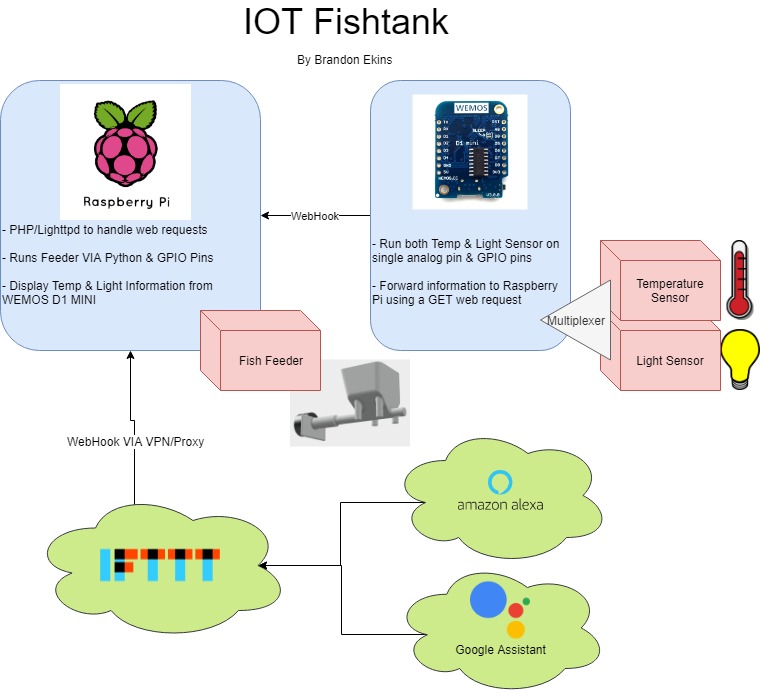 IOT Fishtank
By Brandon Ekins
Raspberry Pi
- PHP/Lighttpd to handle web requests
- Runs Feeder VIA Python & GPIO Pins
- Display Temp & Light Information from
WEMOS D1 MINI
WebHook
WEMOS
D1 mini
- Run both Temp & Light Sensor on
single analog pin & GPIO pins
- Forward information to Raspberry
Pi using a GET web request
Multiplexer
Temperature
Sensor
Light Sensor
Fish Feeder
WebHook VIA VPN/Proxy
IFTTT
amazon alexa
Google Assistant